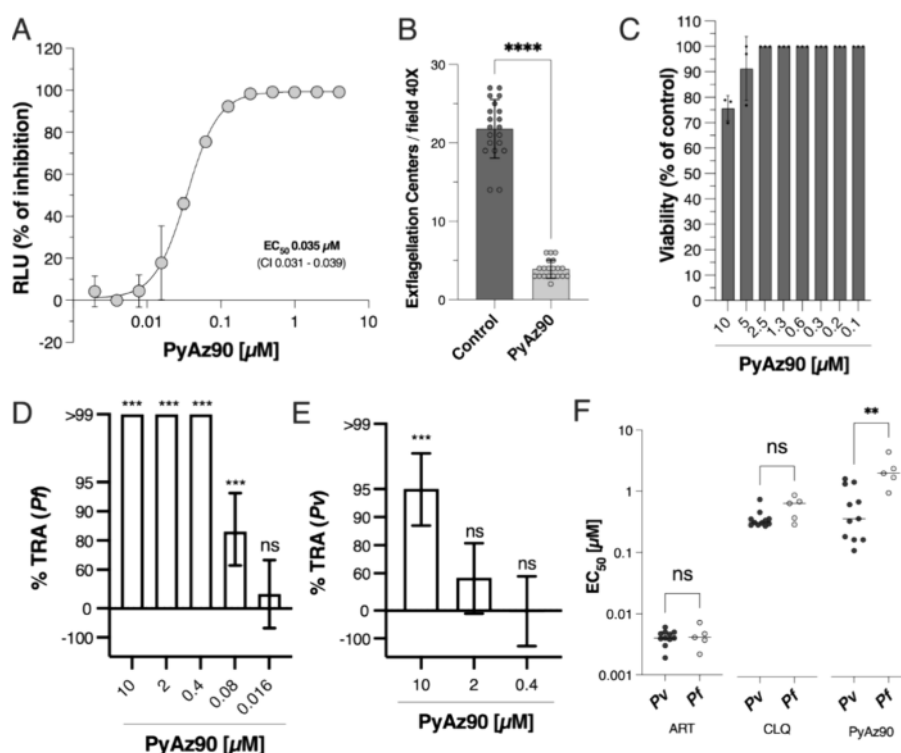 A
RLU (% of inhibition)
120
100
80
60
40
20
0
-20
EC50 0.035 µM
(CI 0.031 - 0.039)
0.01
0.1
1
10
PyAz90 [µM]
B
Exflagellation Centers / field 40X
30
20
10
0
****
Control
PyAz90
C
Viability (% of control)
110
100
90
80
70
60
50
40
30
20
10
0
10
5
2.5
1.3
0.6
0.3
0.2
0.1
PyAz90 [µM]
D
% TRA (Pf)
>99
95
90
80
60
0
-100
***
***
***
***
ns
10
2
0.4
0.08
0.016
PyAz90 [µM]
E
% TRA (Pv)
>99
95
90
80
60
0
-100
***
ns
ns
10
2
0.4
PyAz90 [µM]
F
EC50 [µM]
10
1
0.1
0.01
0.001
ns
ns
**
Pv
Pf
Pv
Pf
Pv
Pf
ART
CLQ
PyAz90